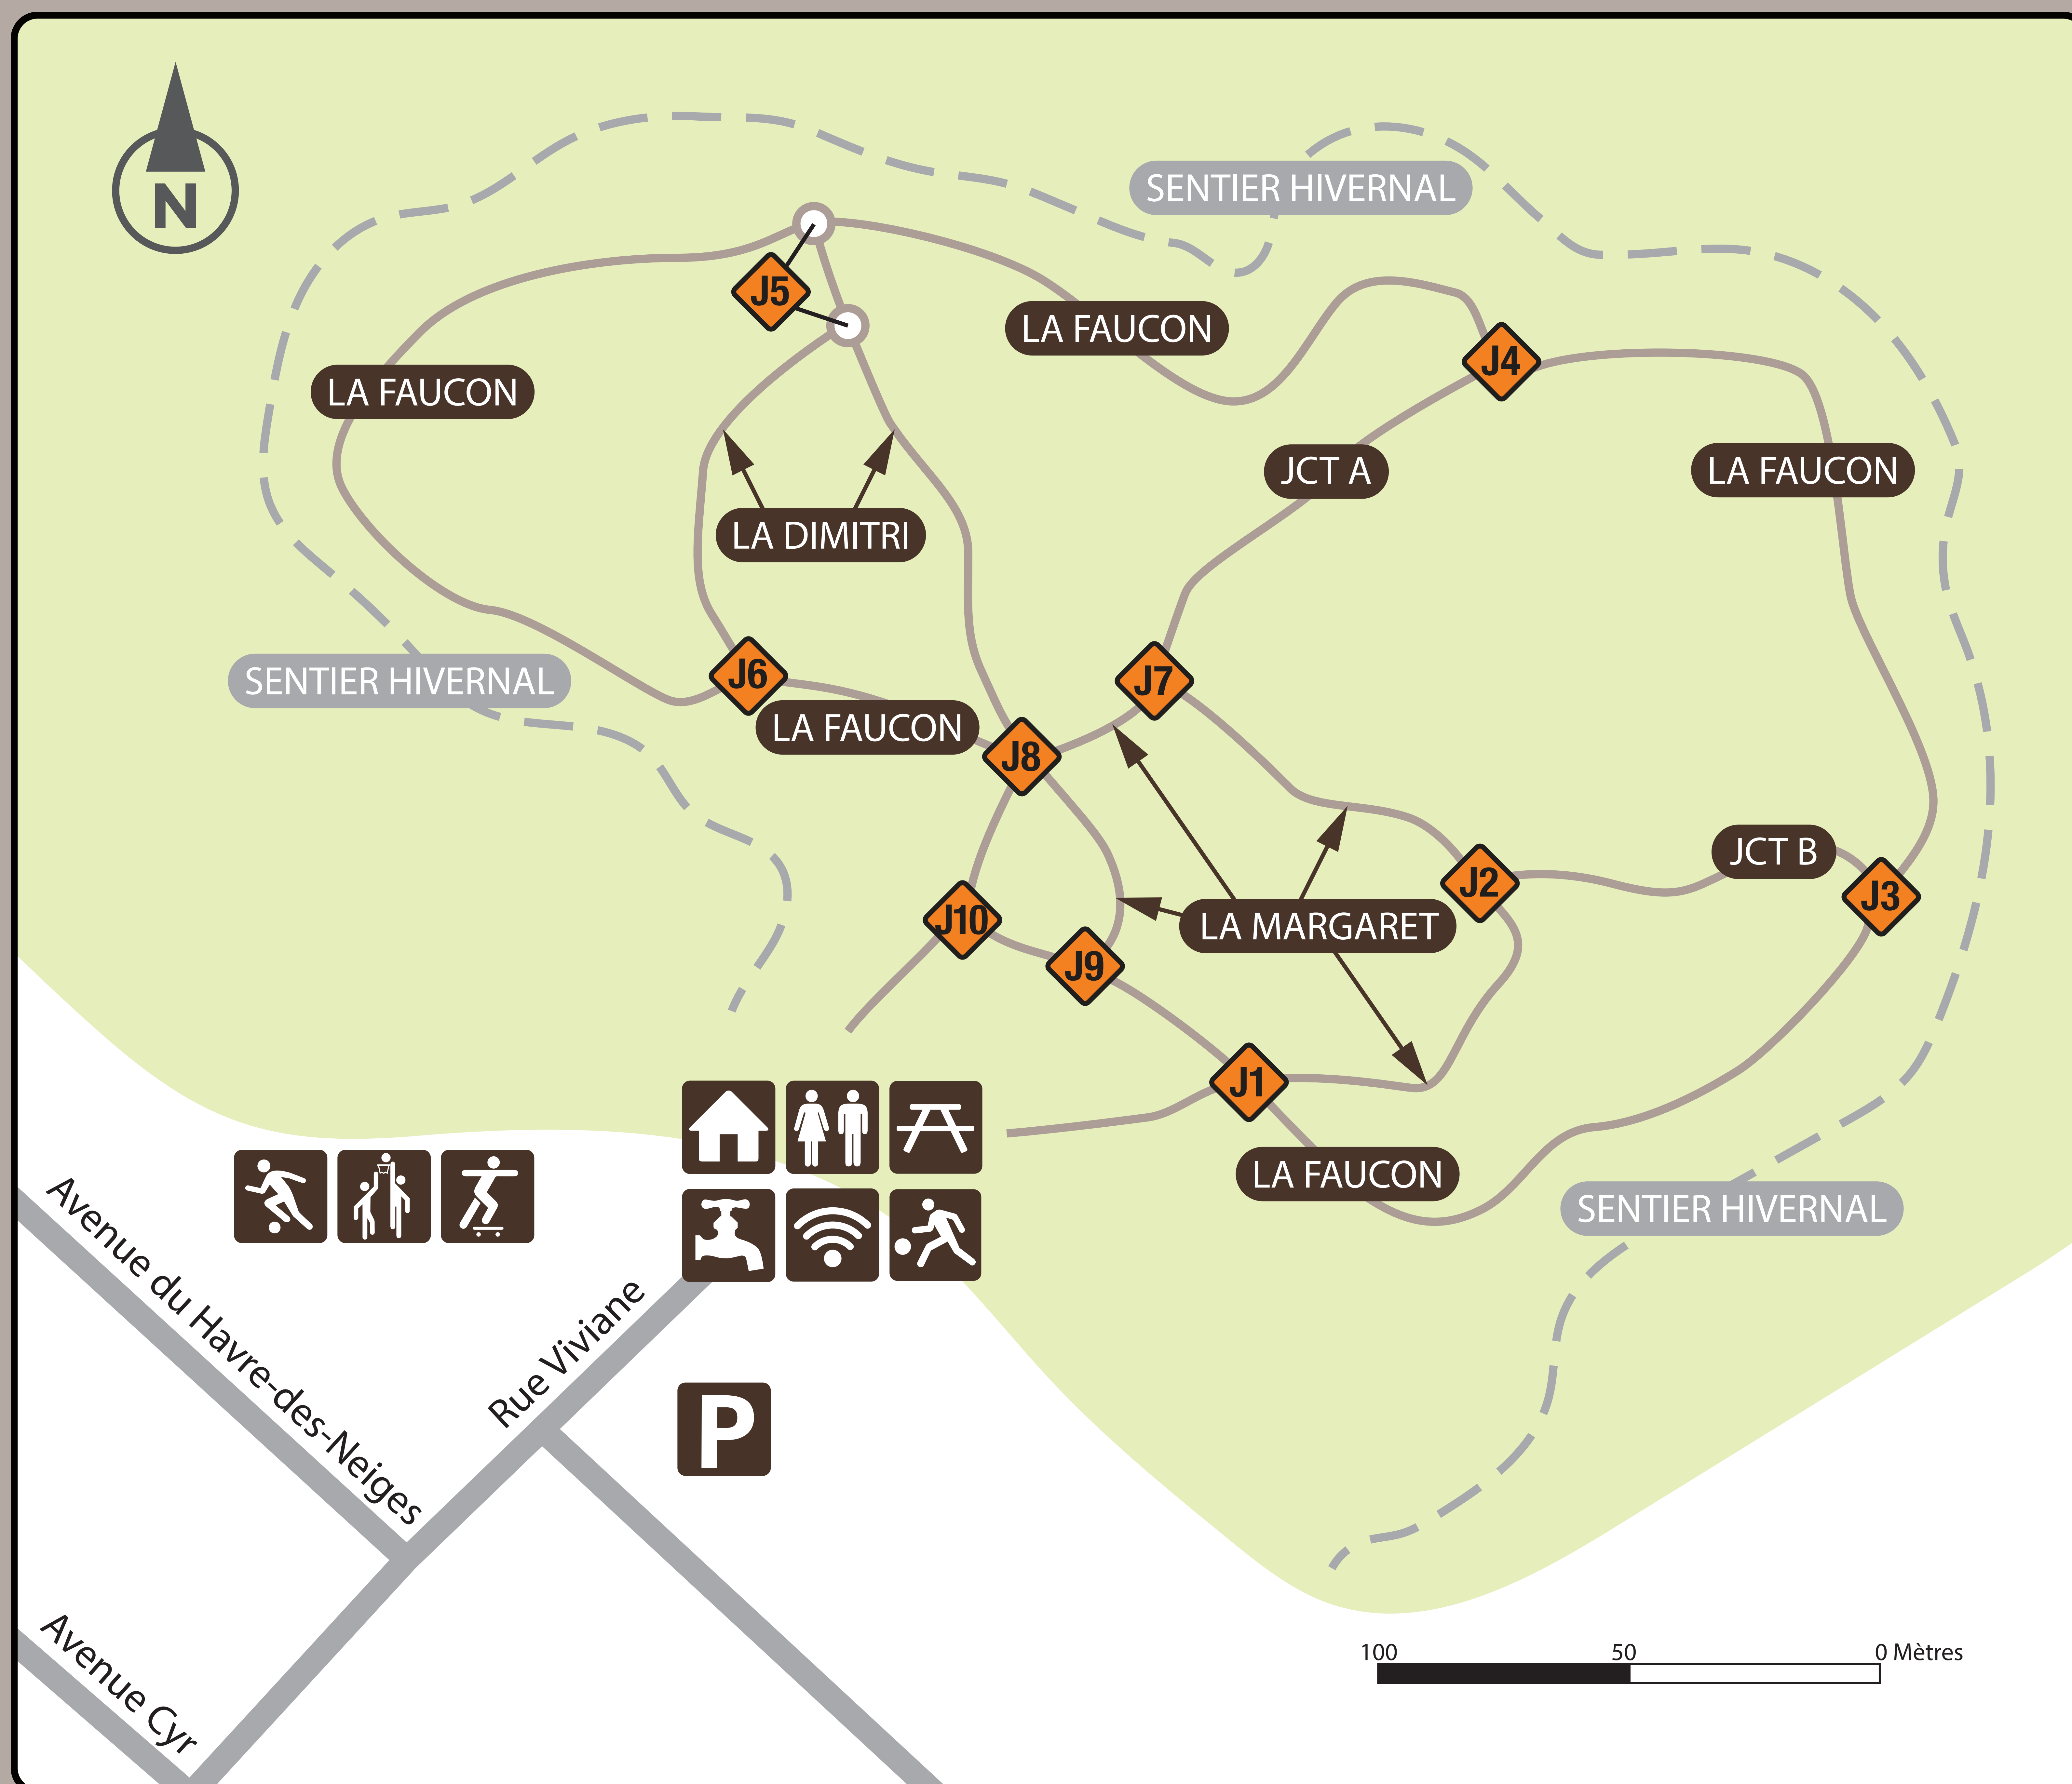 N
SENTIER HIVERNAL
J5
LA FAUCON
J4
LA FAUCON
JCT A
LA FAUCON
LA DIMITRI
SENTIER HIVERNAL
J6
J7
LA FAUCON
J8
JCT B
J2
J3
J10
LA MARGARET
J9
J1
LA FAUCON
SENTIER HIVERNAL
Avenue du Havre-des-Neiges
Rue Viviane
P
Avenue Cyr
100 50 0 Mètres